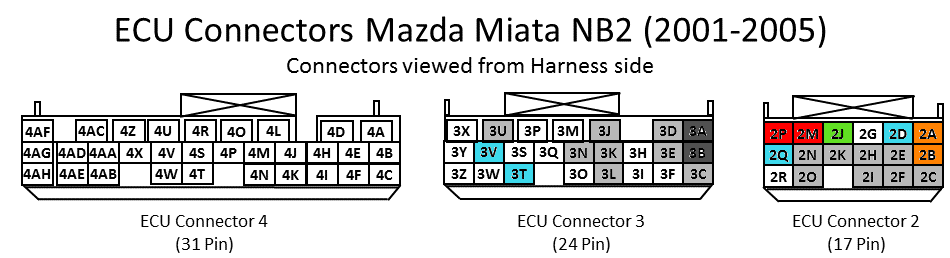 ECU Connectors Mazda Miata NB2 (2001-2005)
Connectors viewed from Harness side
4AF 4AC 4Z 4U 4R 4O 4L 4D 4A
4AG 4AD 4AA 4X 4V 4S 4P 4M 4J 4H 4E 4B
4AH 4AE 4AB 4W 4T 4N 4K 4I 4F 4C
ECU Connector 4
(31 Pin)
3X 3U 3P 3M 3J 3D 3A
3Y 3V 3S 3Q 3N 3K 3H 3E 3B
3Z 3W 3T 3O 3L 3I 3F 3C
ECU Connector 3
(24 Pin)
2P 2M 2J 2G 2D 2A
2Q 2N 2K 2H 2E 2B
2R 2O 2I 2F 2C
ECU Connector 2
(17 Pin)